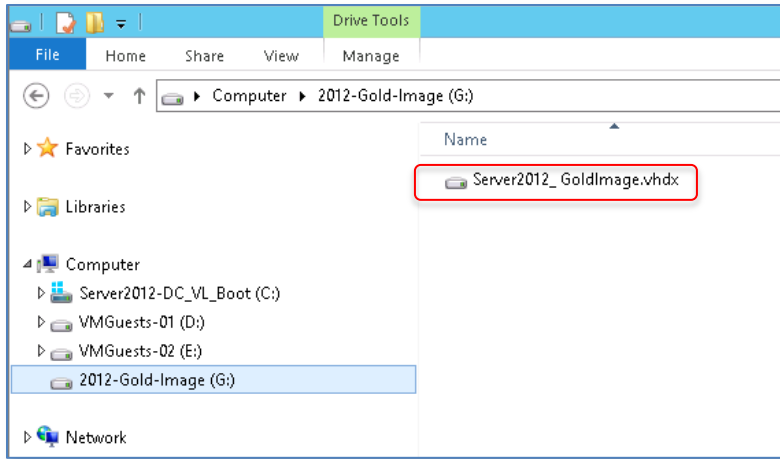 Drive Tools
File Home Share View Manage
Computer 2012-Gold-Image (G:)
Name
Favorites
Server2012_ GoldImage.vhdx
Libraries
Computer
Server2012-DC_VL_Boot (C:)
VMGuests-01 (D:)
VMGuests-02 (E:)
2012-Gold-Image (G:)
Network